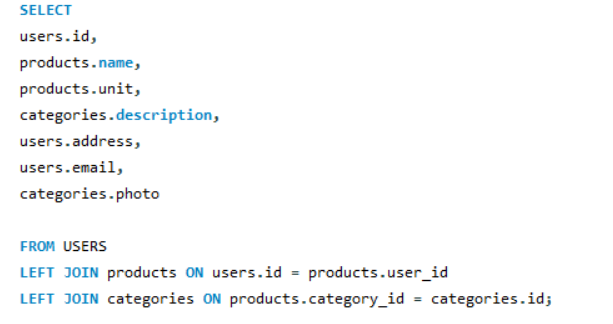 SELECT
users.id,
products.name,
products.unit,
categories.description,
users.address,
users.email,
categories.photo
FROM USERS
LEFT JOIN products ON users.id = products.user_id
LEFT JOIN categories ON products.category_id = categories.id;